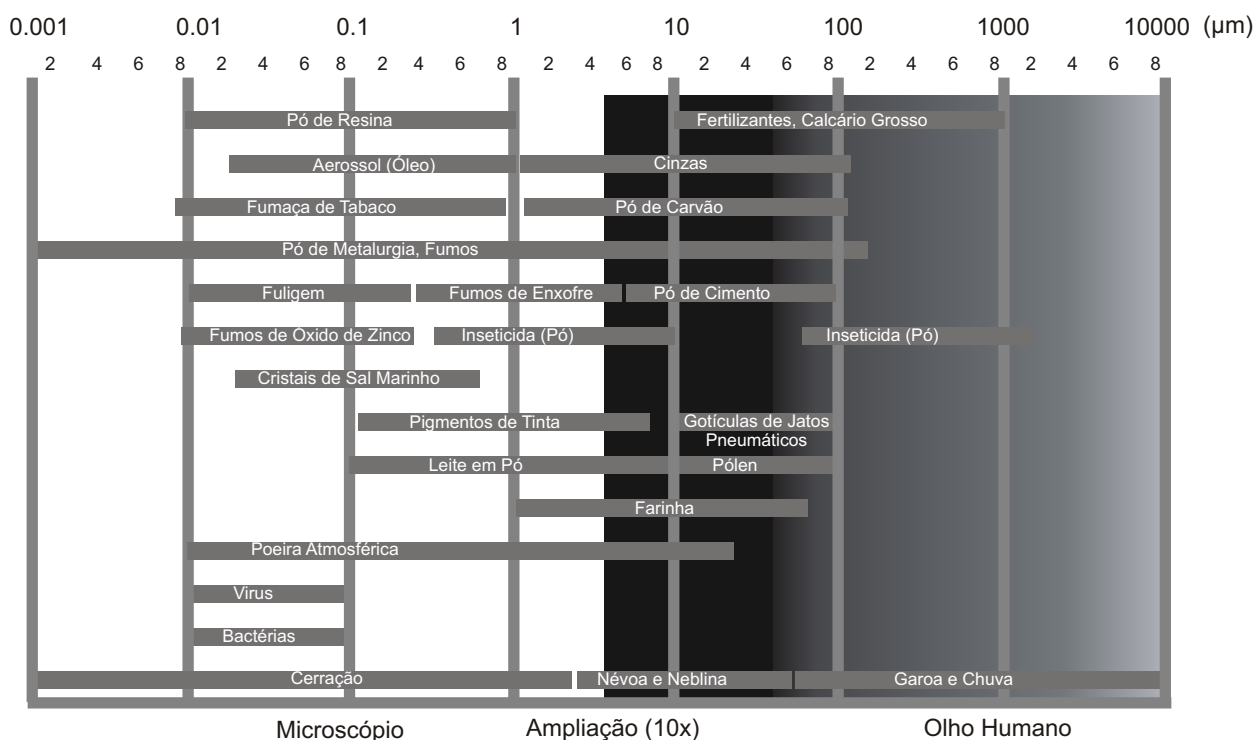 0.001 0.01 0.1 1 10 100 1000 10000 (µm)
2 4 6 8 2 4 6 8 2 4 6 8 2 4 6 8 2 4 6 8 2 4 6 8 2 4 6 8
Pó de Resina Fertilizantes, Calcário Grosso
Aerossol (Óleo) Cinzas
Fumaça de Tabaco Pó de Carvão
Pó de Metalurgia, Fumos
Fuligem Fumos de Enxofre Pó de Cimento
Fumos de Oxido de Zinco Inseticida (Pó) Inseticida (Pó)
Cristais de Sal Marinho
Pigmentos de Tinta Gotículas de Jatos
Pneumáticos
Leite em Pó Pólen
Farinha
Poeira Atmosférica
Virus
Bactérias
Cerração Névoa e Neblina Garoa e Chuva
Microscópio Ampliação (10x) Olho Humano